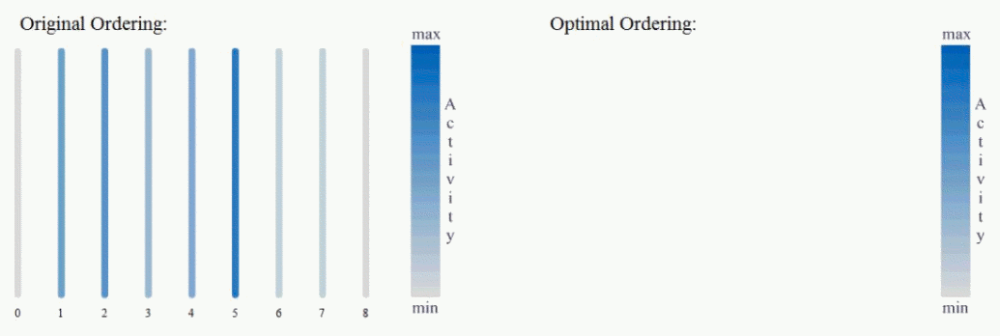 Original Ordering:
max
A
c
t
i
v
i
t
y
min
0 1 2 3 4 5 6 7 8
Optimal Ordering:
max
A
c
t
i
v
i
t
y
min